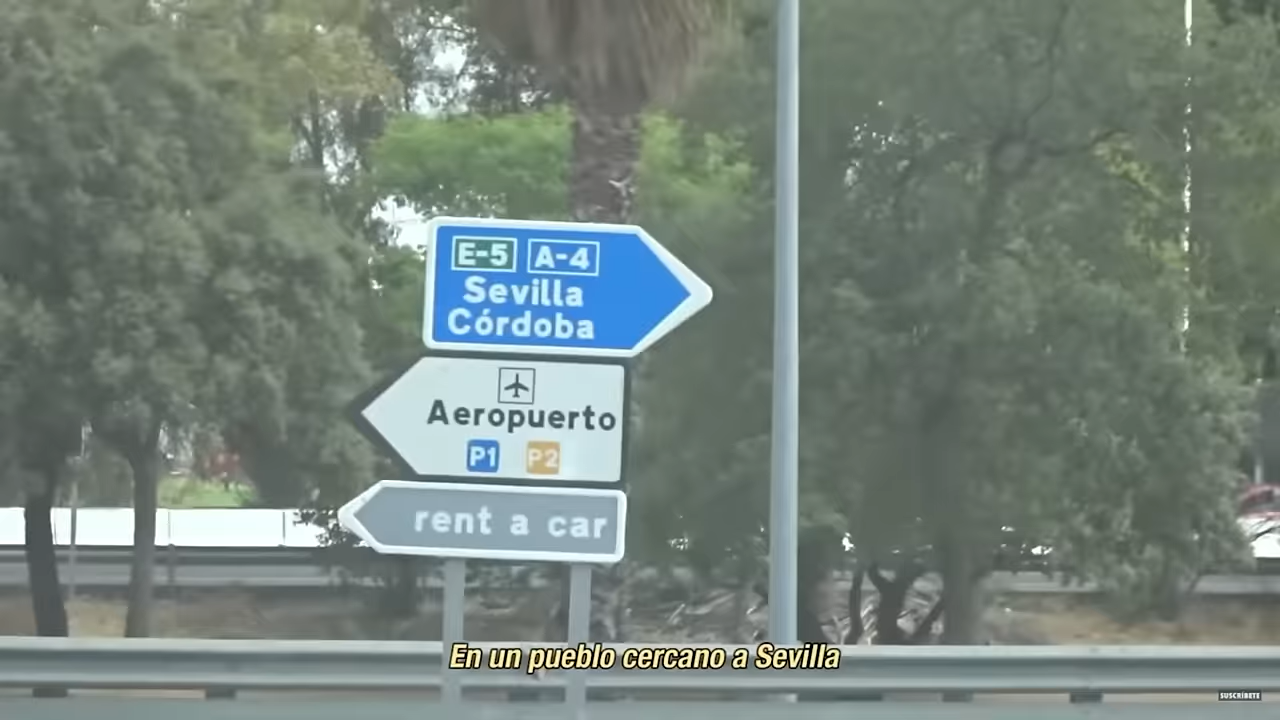 E-5 A-4
Sevilla
Córdoba
Aeropuerto
P1 P2
rent a car
En un pueblo cercano a Sevilla
SUSCRÍBETE